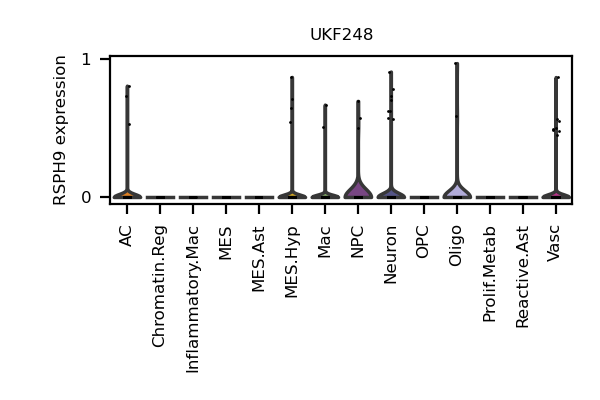 UKF248
RSPH9 expression
1
0
AC
Chromatin.Reg
Inflammatory.Mac
MES
MES.Ast
MES.Hyp
Mac
NPC
Neuron
OPC
Oligo
Prolif.Metab
Reactive.Ast
Vasc